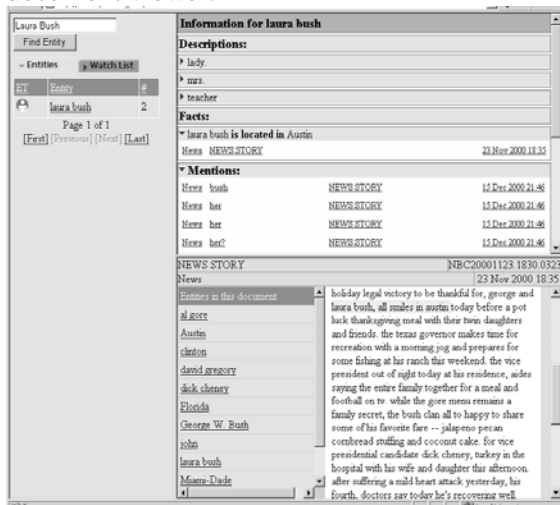 Laura Bush
Find Entity
Entities
Watch List
ET Entity #
laura bush 2
Page 1 of 1
[First] [Previous] [Next] [Last]
Information for laura bush
Descriptions:
lady.
mrs.
teacher
Facts:
laura bush is located in Austin
News NEWS STORY 23 Nov 2000 18:35
Mentions:
News bush NEWS STORY 15 Dec 2000 21:46
News her NEWS STORY 15 Dec 2000 21:46
News her NEWS STORY 15 Dec 2000 21:46
News her? NEWS STORY 15 Dec 2000 21:46
NEWS STORY NBC20001123.1830.0323
News 23 Nov 2000 18:35
Entities in this document
al gore
Austin
clinton
david gregory
dick cheney
Florida
George W. Bush
john
laura bush
Miami-Dade
holiday legal victory to be thankful for, george and
laura bush, all smiles in austin today before a pot
luck thanksgiving meal with their twin daughters
and friends. the texas governor makes time for
recreation with a morning jog and prepares for
some fishing at his ranch this weekend. the vice
president out of sight today at his residence, aides
saying the entire family together for a meal and
football on tv. while the gore menu remains a
family secret, the bush clan all to happy to share
some of his favorite fare -- jalapeno pecan
cornbread stuffing and coconut cake. for vice
presidential candidate dick cheney, turkey in the
hospital with his wife and daughter this afternoon.
after suffering a mild heart attack yesterday, his
fourth, doctors say today he's recovering well.